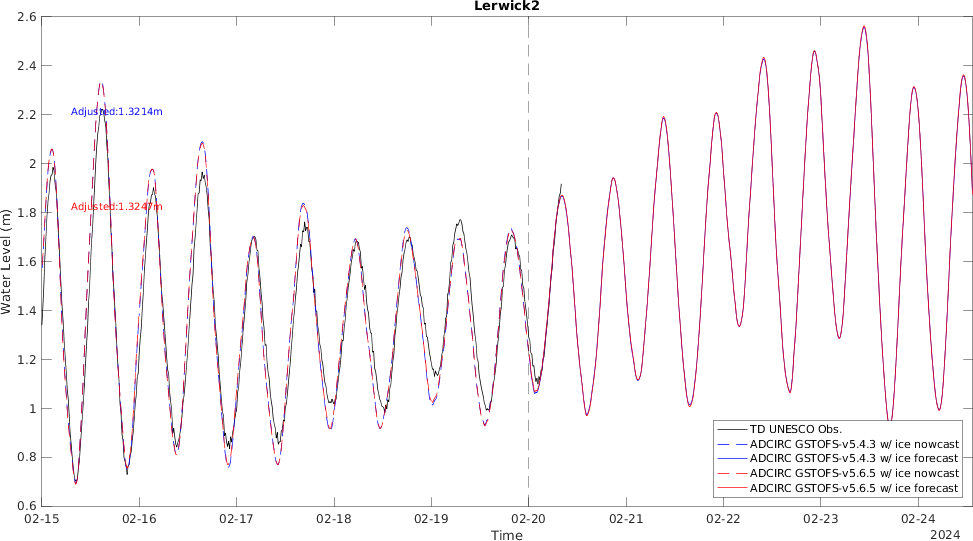 Lerwick2
2.6
2.4
2.2
2
1.8
1.6
1.4
1.2
1
0.8
0.6
Water Level (m)
Adjusted:1.3214m
Adjusted:1.3247m
TD UNESCO Obs.
ADCIRC GSTOFS-v5.4.3 w/ ice nowcast
ADCIRC GSTOFS-v5.4.3 w/ ice forecast
ADCIRC GSTOFS-v5.6.5 w/ ice nowcast
ADCIRC GSTOFS-v5.6.5 w/ ice forecast
02-15 02-16 02-17 02-18 02-19 02-20 02-21 02-22 02-23 02-24
Time
2024